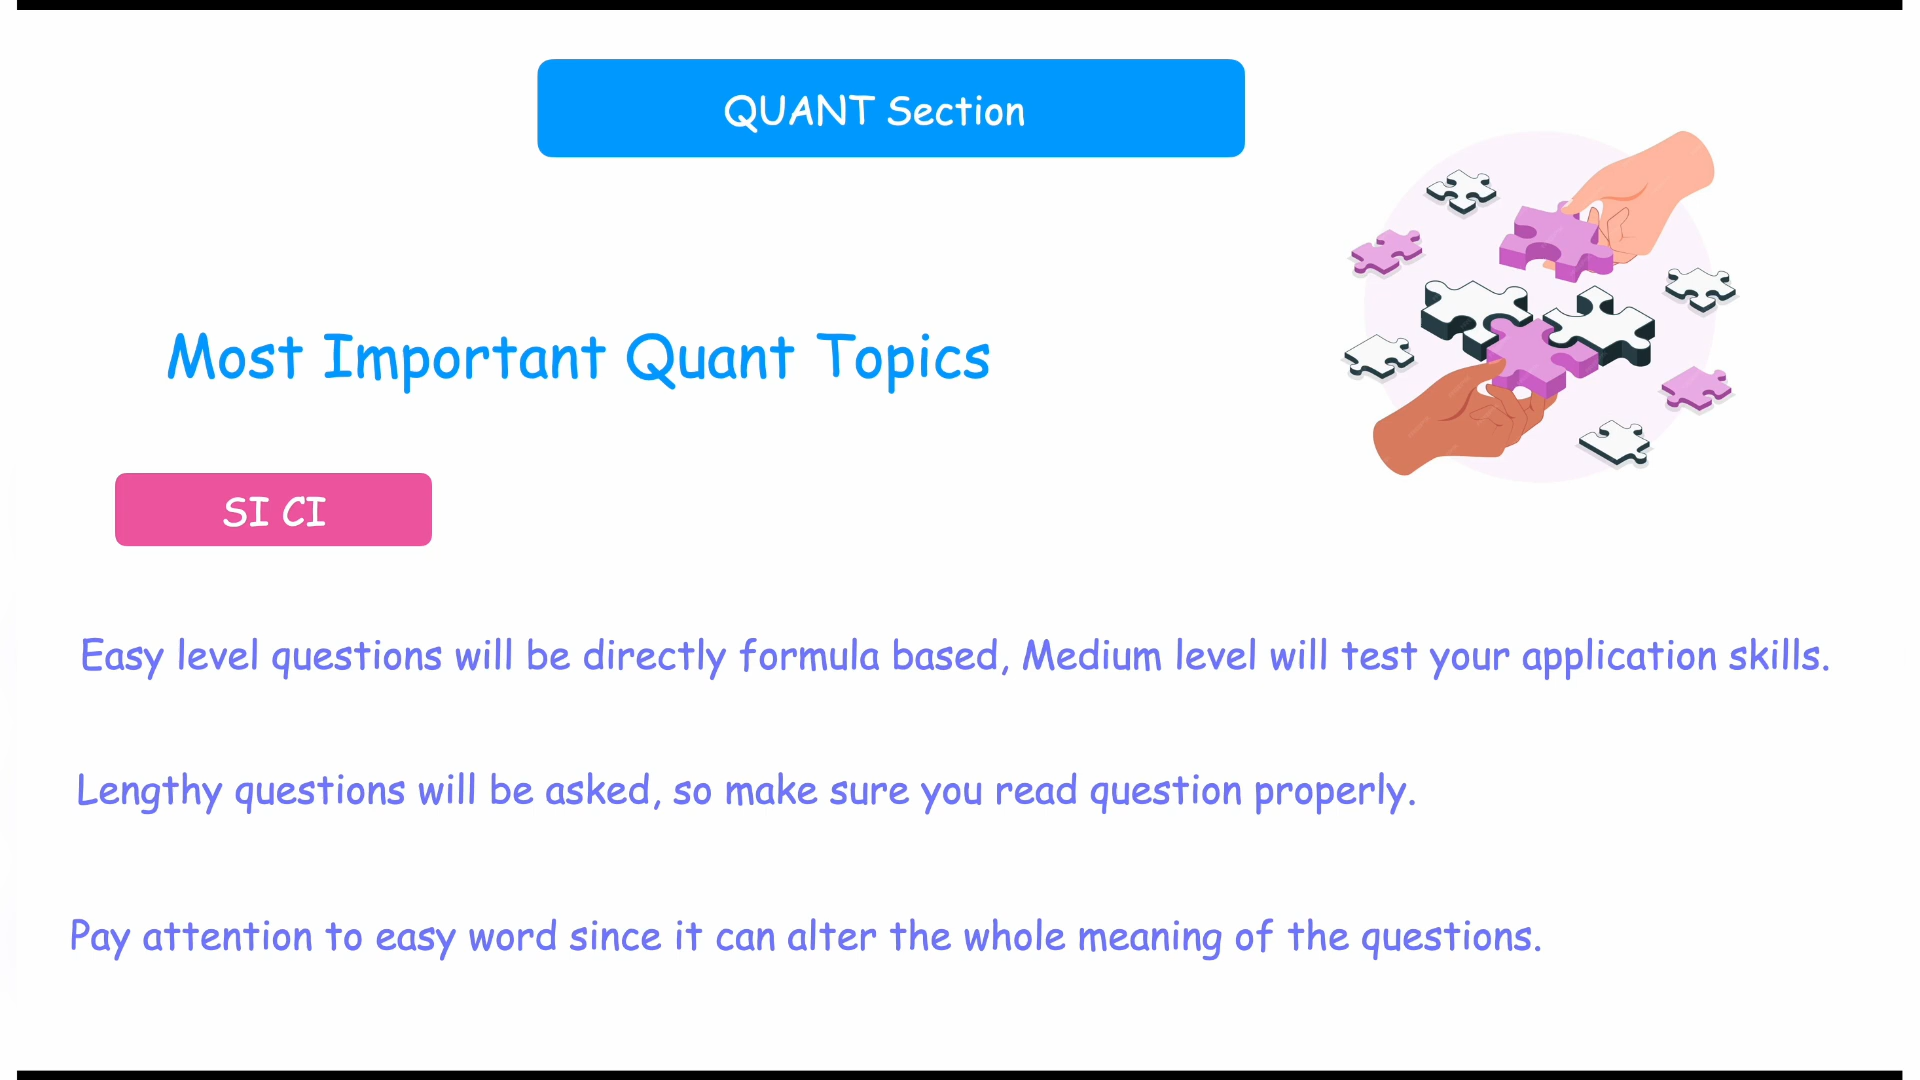 QUANT Section
Most Important Quant Topics
SI CI
Easy level questions will be directly formula based, Medium level will test your application skills.
Lengthy questions will be asked, so make sure you read question properly.
Pay attention to easy word since it can alter the whole meaning of the questions.